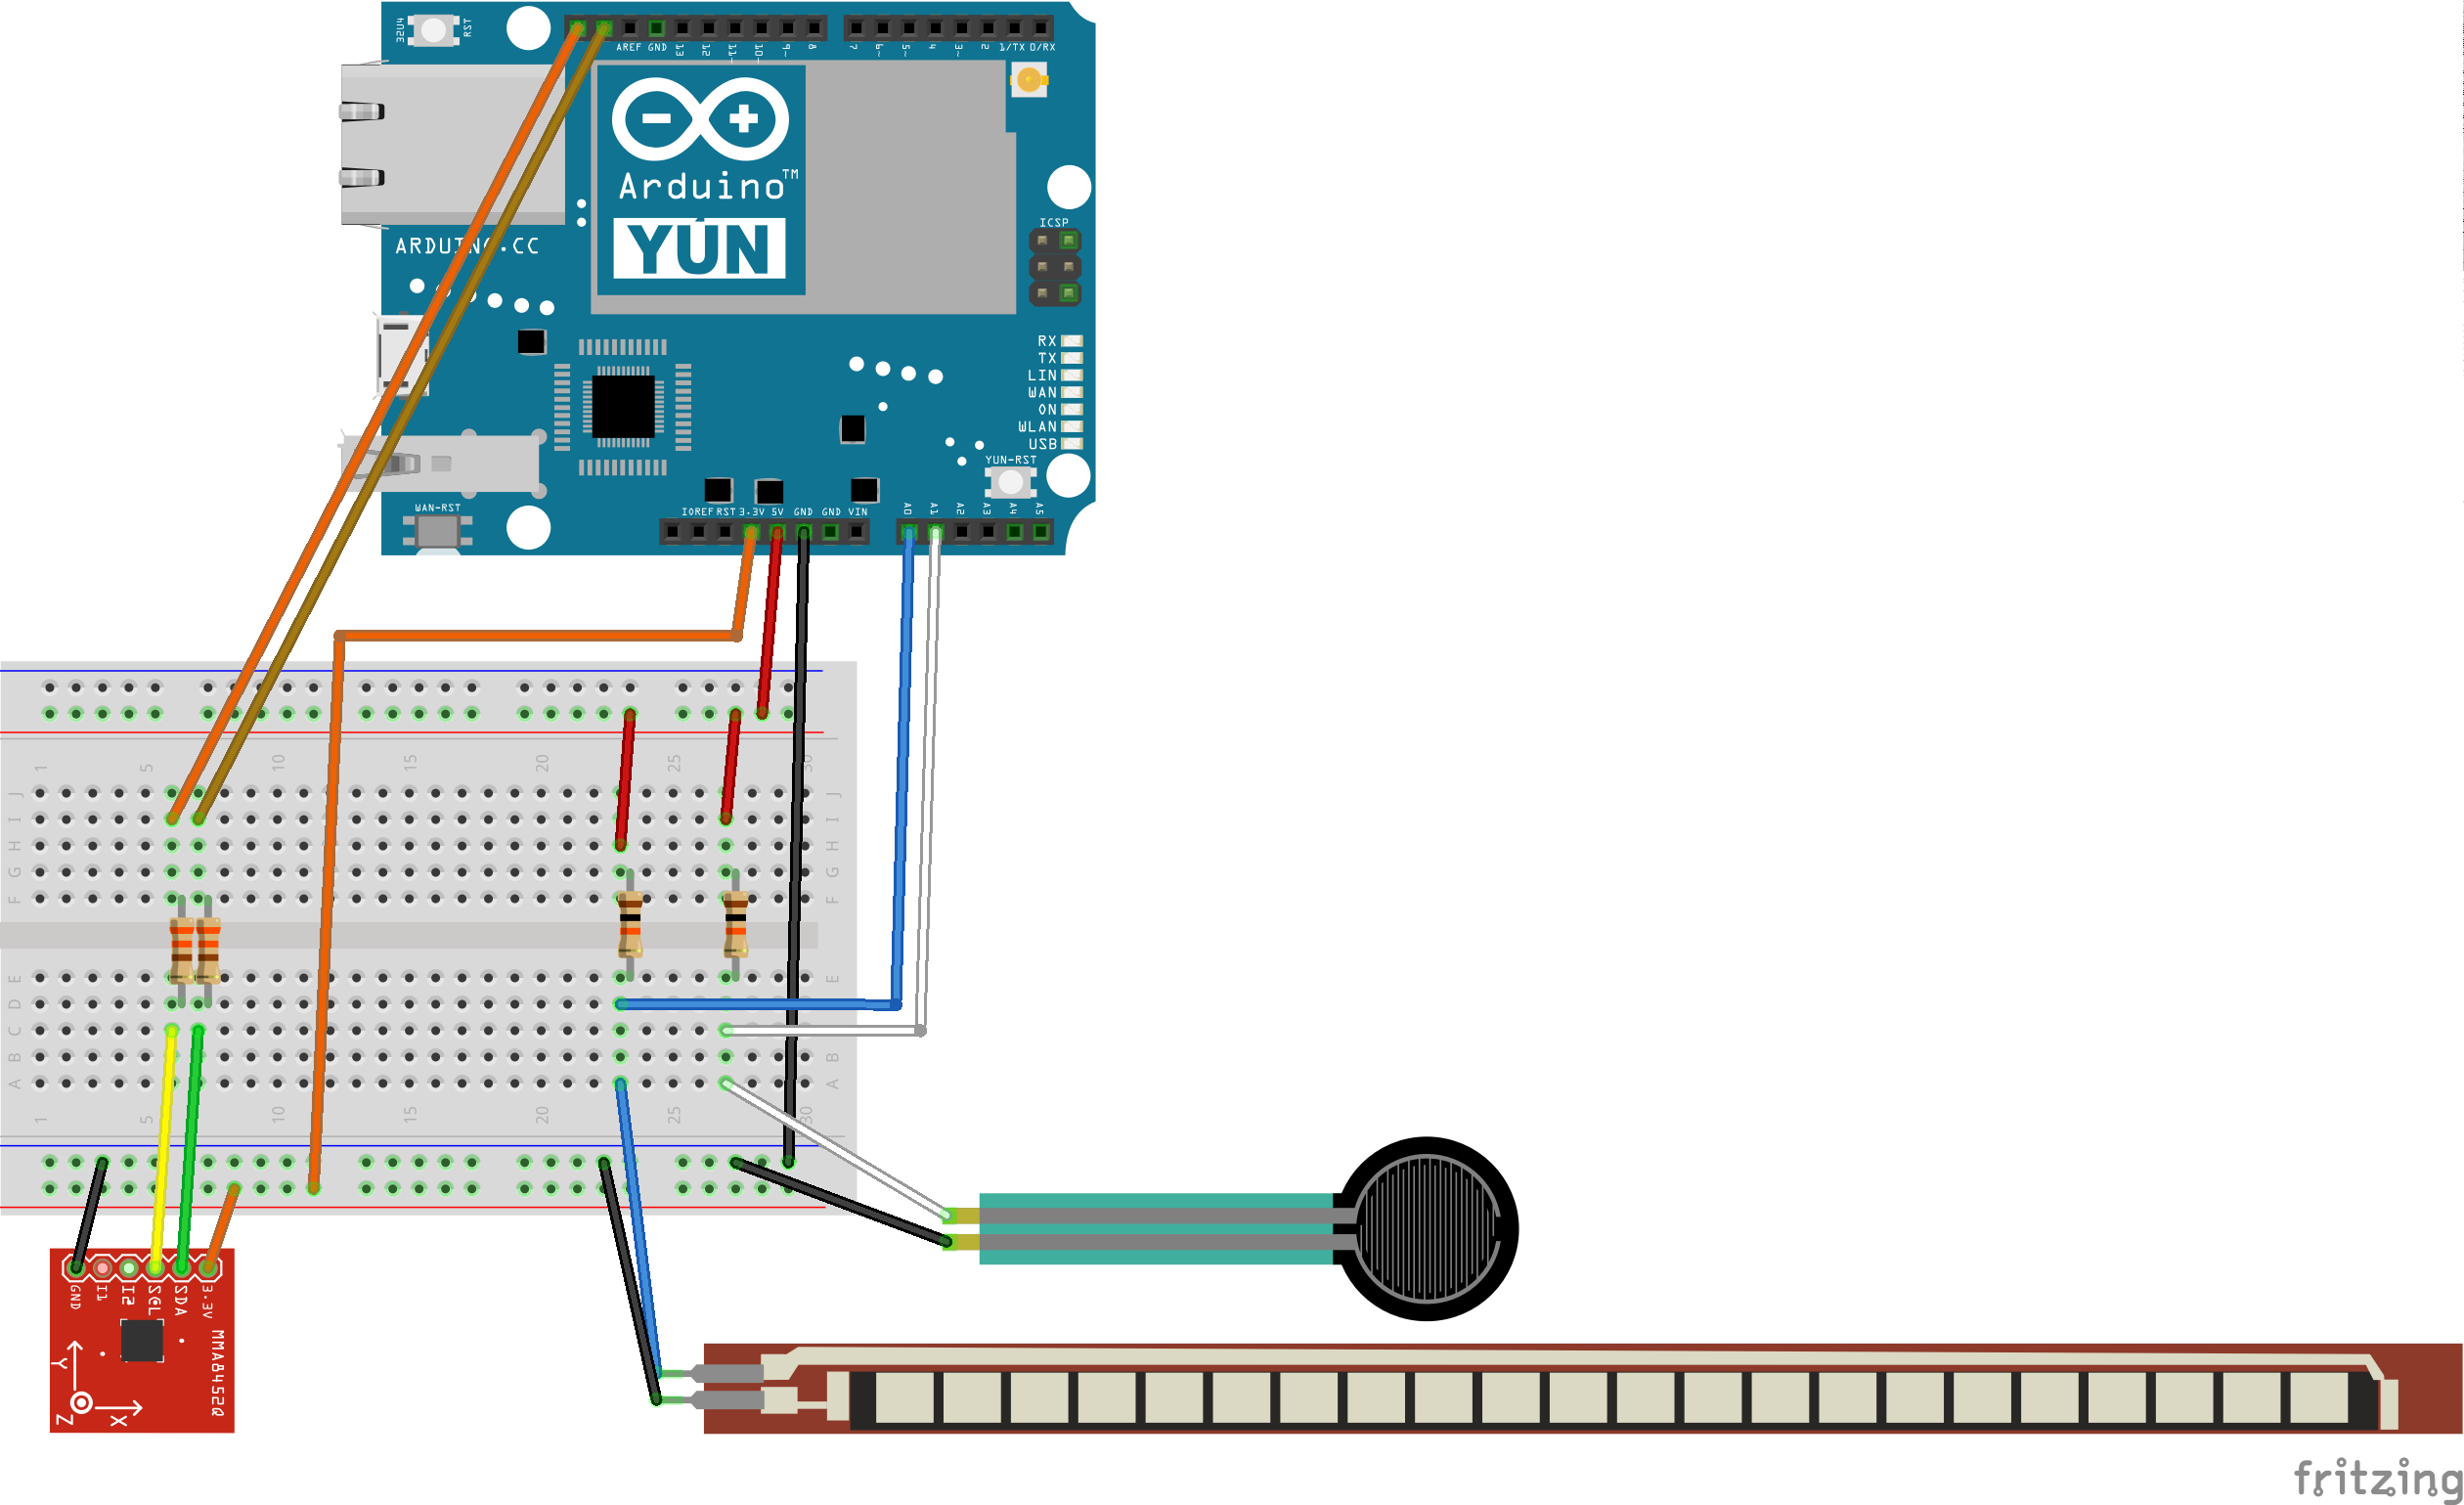 32U4
RST
AREF GND 13 12 11~ 10~ 9~ 8
7 6~ 5~ 4 3~ 2 1/TX 0/RX
Arduino™
YÚN
ARDUINO.CC
ICSP
RX
TX
LIN
WAN
ON
WLAN
USB
YUN-RST
WAN-RST
IOREF RST 3.3V 5V GND GND VIN
A0 A1 A2 A3 A4 A5
1 5 10 15 20 25 30
J J
I I
H H
G G
F F
E E
D
C
B B
A A
1 5 10 15 20 25 30
GND I1 I2 SCL SDA 3.3V
MMA8452Q
Y
Z
X
fritzing